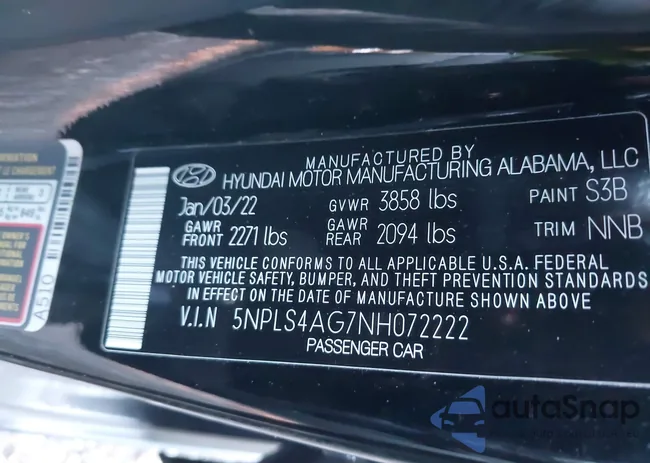 MANUFACTURED BY
HYUNDAI MOTOR MANUFACTURING ALABAMA, LLC
Jan/03/22 GVWR 3858 lbs PAINT S3B
GAWR FRONT 2271 lbs GAWR REAR 2094 lbs TRIM NNB
THIS VEHICLE CONFORMS TO ALL APPLICABLE U.S.A. FEDERAL
MOTOR VEHICLE SAFETY, BUMPER, AND THEFT PREVENTION STANDARDS
IN EFFECT ON THE DATE OF MANUFACTURE SHOWN ABOVE
V.I.N 5NPLS4AG7NH072222
PASSENGER CAR
A510
autoSnap